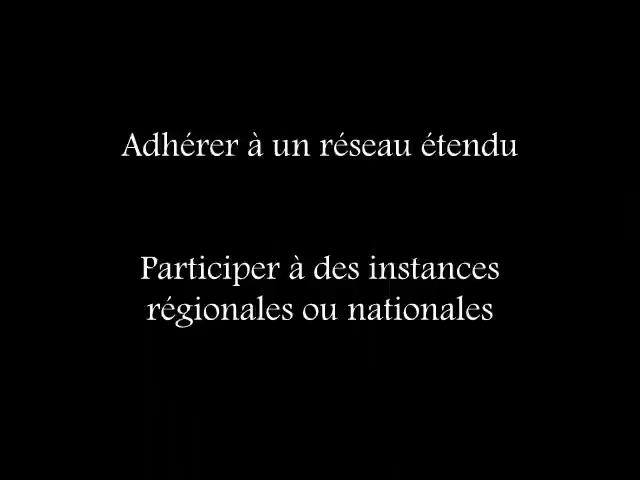 Adhérer à un réseau étendu
Participer à des instances
régionales ou nationales